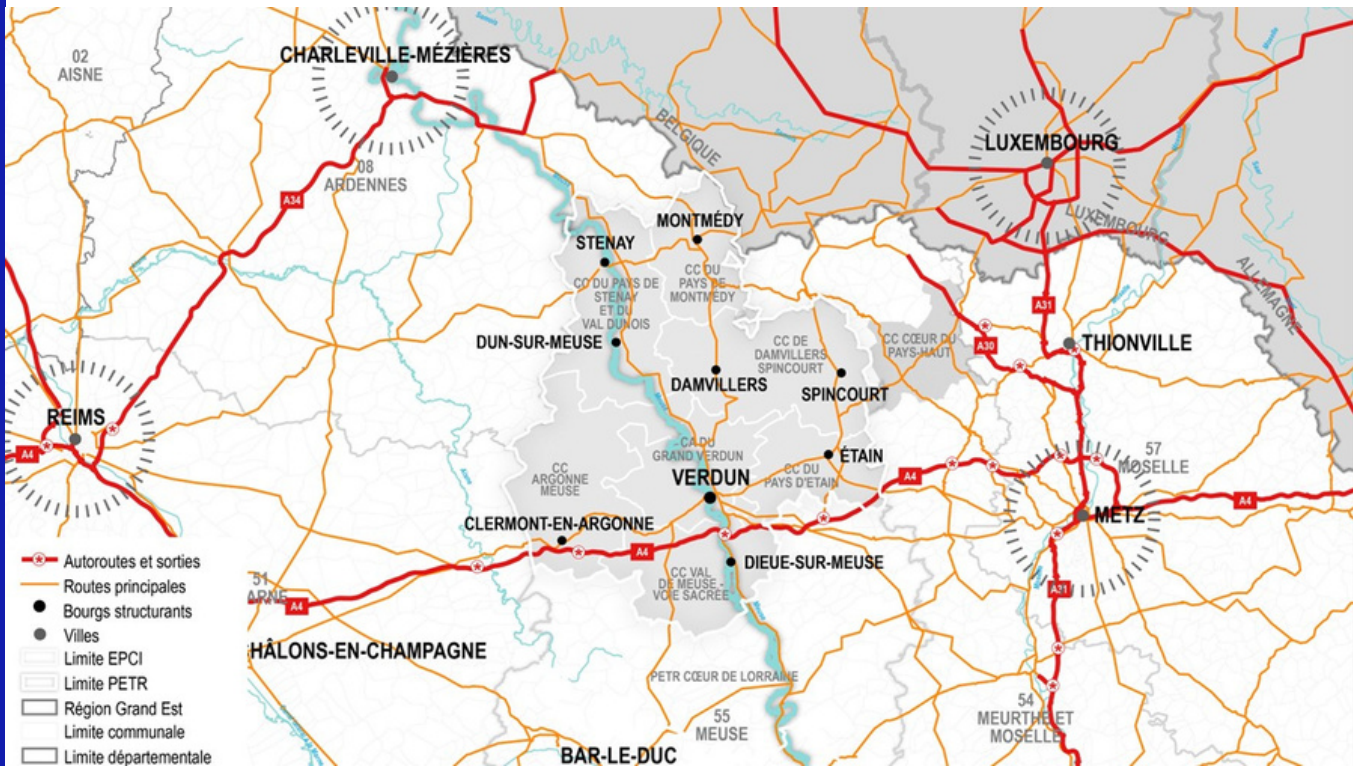 02
AISNE
CHARLEVILLE-MÉZIÈRES
08
ARDENNES
A34
BELGIQUE
LUXEMBOURG
LUXEMBOURG
ALLEMAGNE
MONTMÉDY
STENAY
CC DU PAYS DE
STENAY
ET DU
VAL DUNOIS
CC DU
PAYS DE
MONTMÉDY
DUN-SUR-MEUSE
CC DE
DAMVILLERS
SPINCOURT
CC CŒUR DU
PAYS-HAUT
A31
A30
THIONVILLE
DAMVILLERS
SPINCOURT
REIMS
A4
CA DU
GRAND VERDUN
VERDUN
ÉTAIN
CC DU
PAYS D'ETAIN
CC
ARGONNE
MEUSE
A4
57
MOSELLE
A4
METZ
CLERMONT-EN-ARGONNE
A4
DIEUE-SUR-MEUSE
CC VAL
DE MEUSE -
VOIE SACRÉE
A31
51
ARNE
A4
HÂLONS-EN-CHAMPAGNE
PETR CŒUR DE LORRAINE
55
MEUSE
54
MEURTHE ET
MOSELLE
BAR-LE-DUC
Autoroutes et sorties
Routes principales
Bourgs structurants
Villes
Limite EPCI
Limite PETR
Région Grand Est
Limite communale
Limite départementale